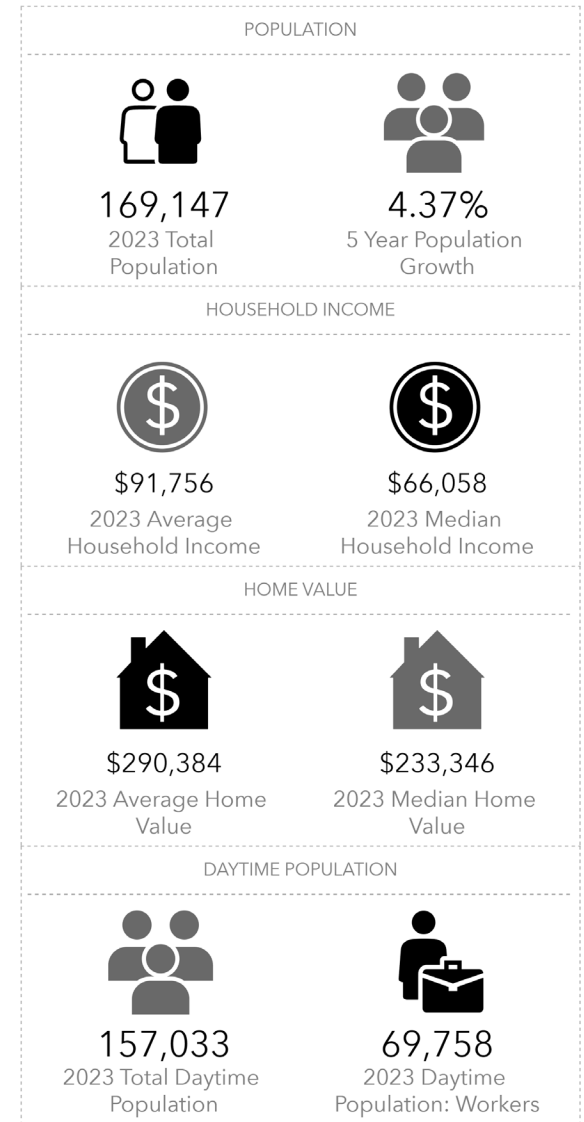 POPULATION
169,147
2023 Total
Population
4.37%
5 Year Population
Growth
HOUSEHOLD INCOME
$
$91,756
2023 Average
Household Income
$
$66,058
2023 Median
Household Income
HOME VALUE
$
$290,384
2023 Average Home
Value
$
$233,346
2023 Median Home
Value
DAYTIME POPULATION
157,033
2023 Total Daytime
Population
69,758
2023 Daytime
Population: Workers